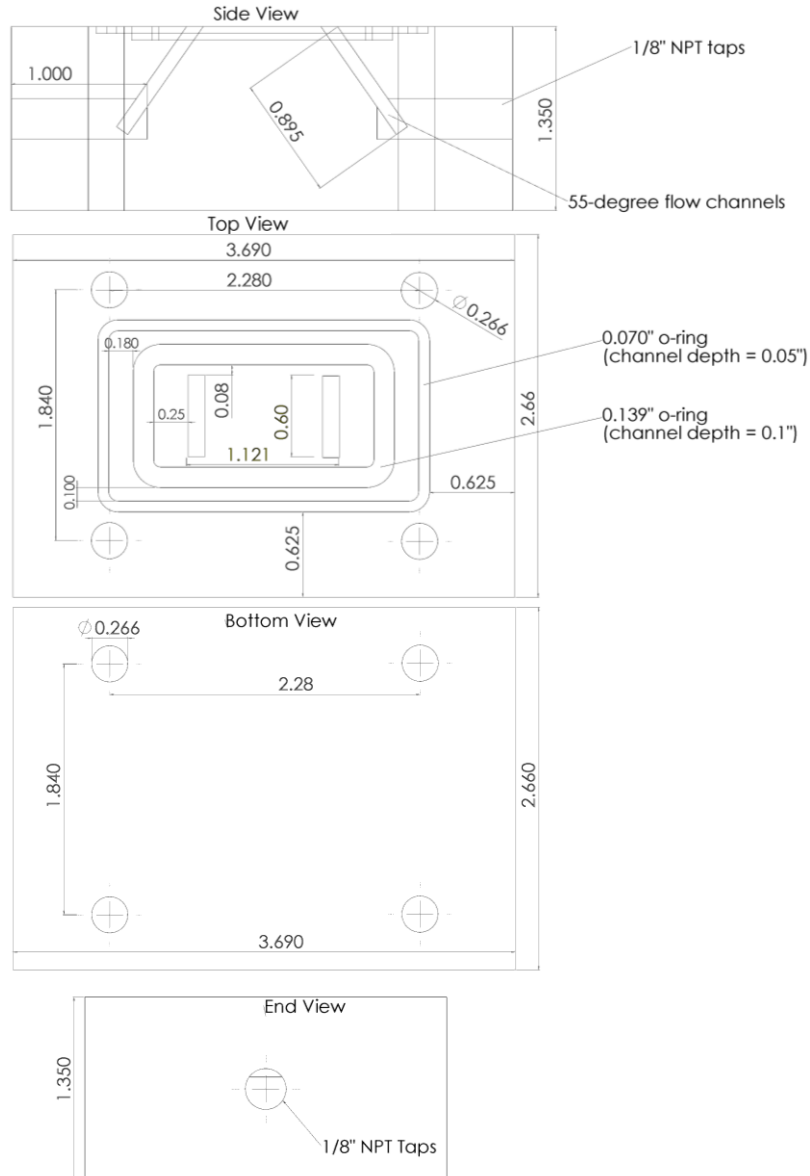 Side View
1/8" NPT taps
1.000
0.895
1.350
55-degree flow channels
Top View
3.690
2.280
Ø0.266
0.070" o-ring
(channel depth = 0.05")
0.180
0.08
0.60
1.840
2.66
0.25
0.139" o-ring
(channel depth = 0.1")
1.121
0.100
0.625
0.625
Bottom View
Ø0.266
2.28
1.840
2.660
3.690
End View
1.350
1/8" NPT Taps